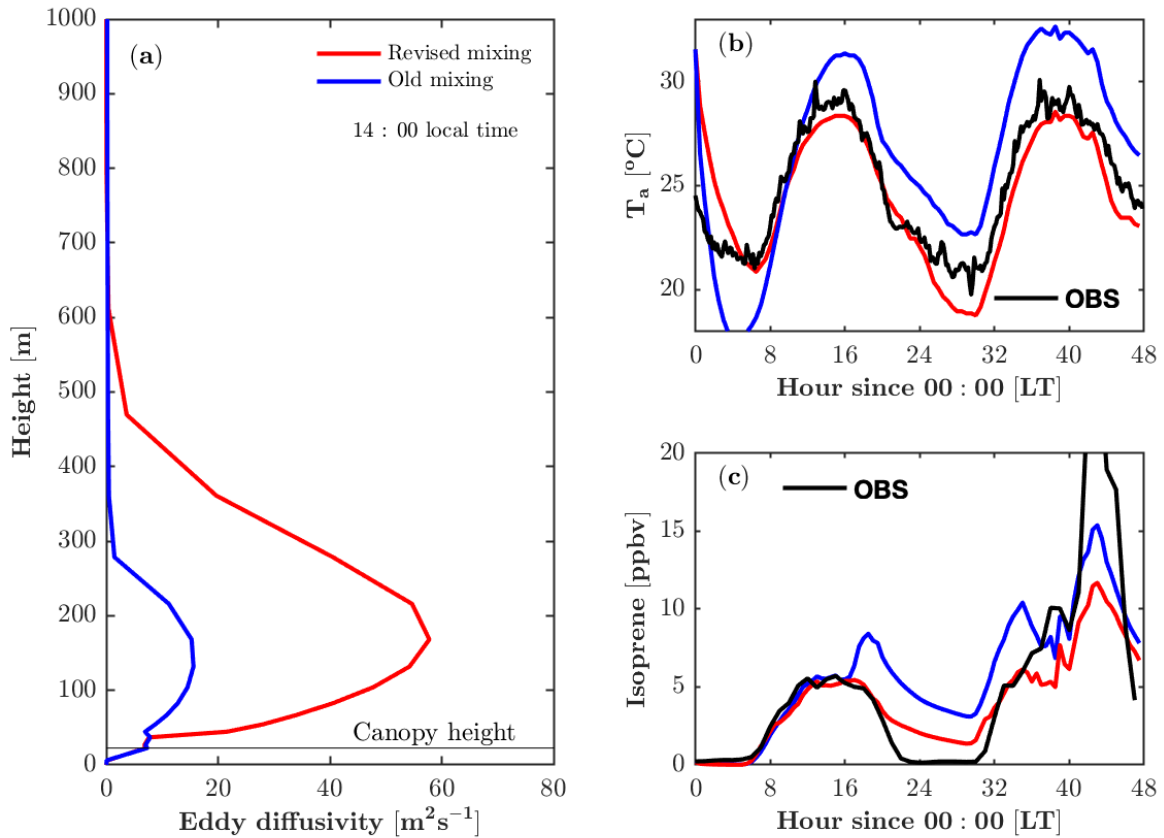 (a)
Revised mixing
Old mixing
14 : 00 local time
Canopy height
1000
900
800
700
600
500
400
300
200
100
0
Height [m]
0 20 40 60 80
Eddy diffusivity [m²s⁻¹]
(b)
OBS
30
25
20
Tₐ [°C]
0 8 16 24 32 40 48
Hour since 00 : 00 [LT]
(c)
OBS
20
15
10
5
0
Isoprene [ppbv]
0 8 16 24 32 40 48
Hour since 00 : 00 [LT]